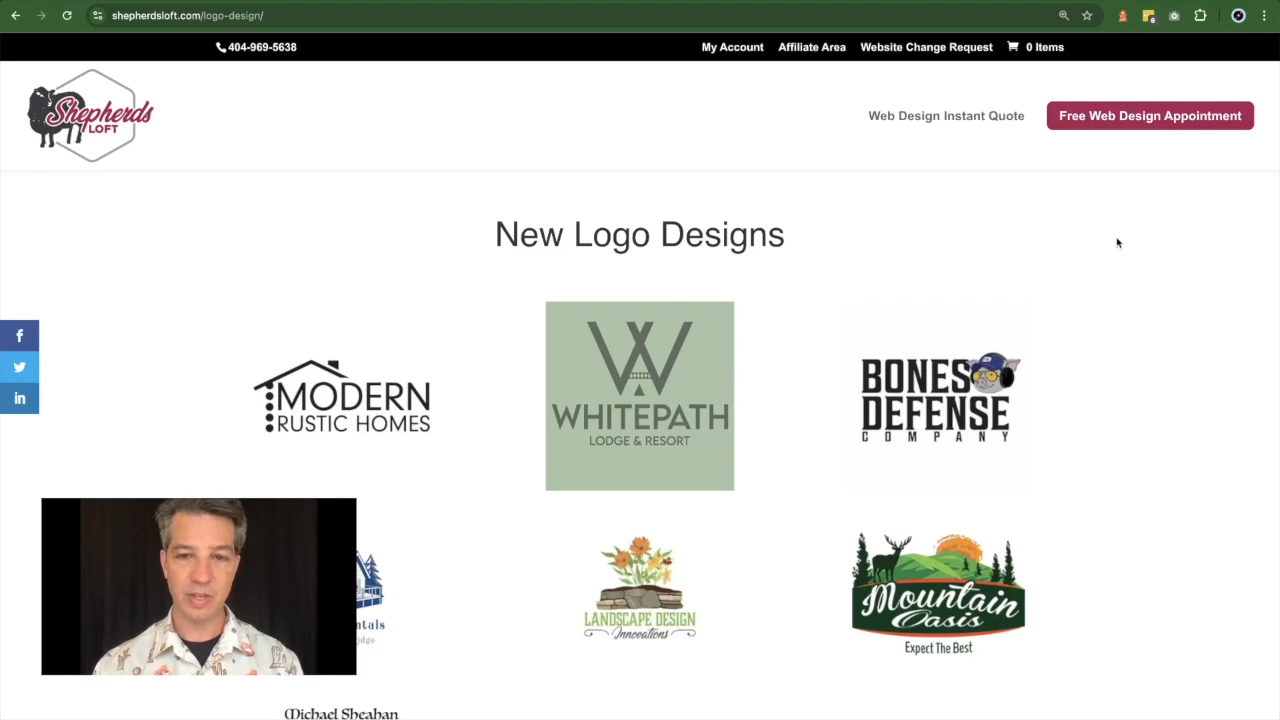 shepherdsloft.com/logo-design/
6
404-969-5638
My Account
Affiliate Area
Website Change Request
0 Items
Shepherds
LOFT
Web Design Instant Quote
Free Web Design Appointment
New Logo Designs
MODERN
RUSTIC HOMES
WHITEPATH
LODGE & RESORT
BONES
DEFENSE
COMPANY
f
in
LANDSCAPE DESIGN
Innovations
Mountain
Oasis
Expect The Best
Michael Sheahan